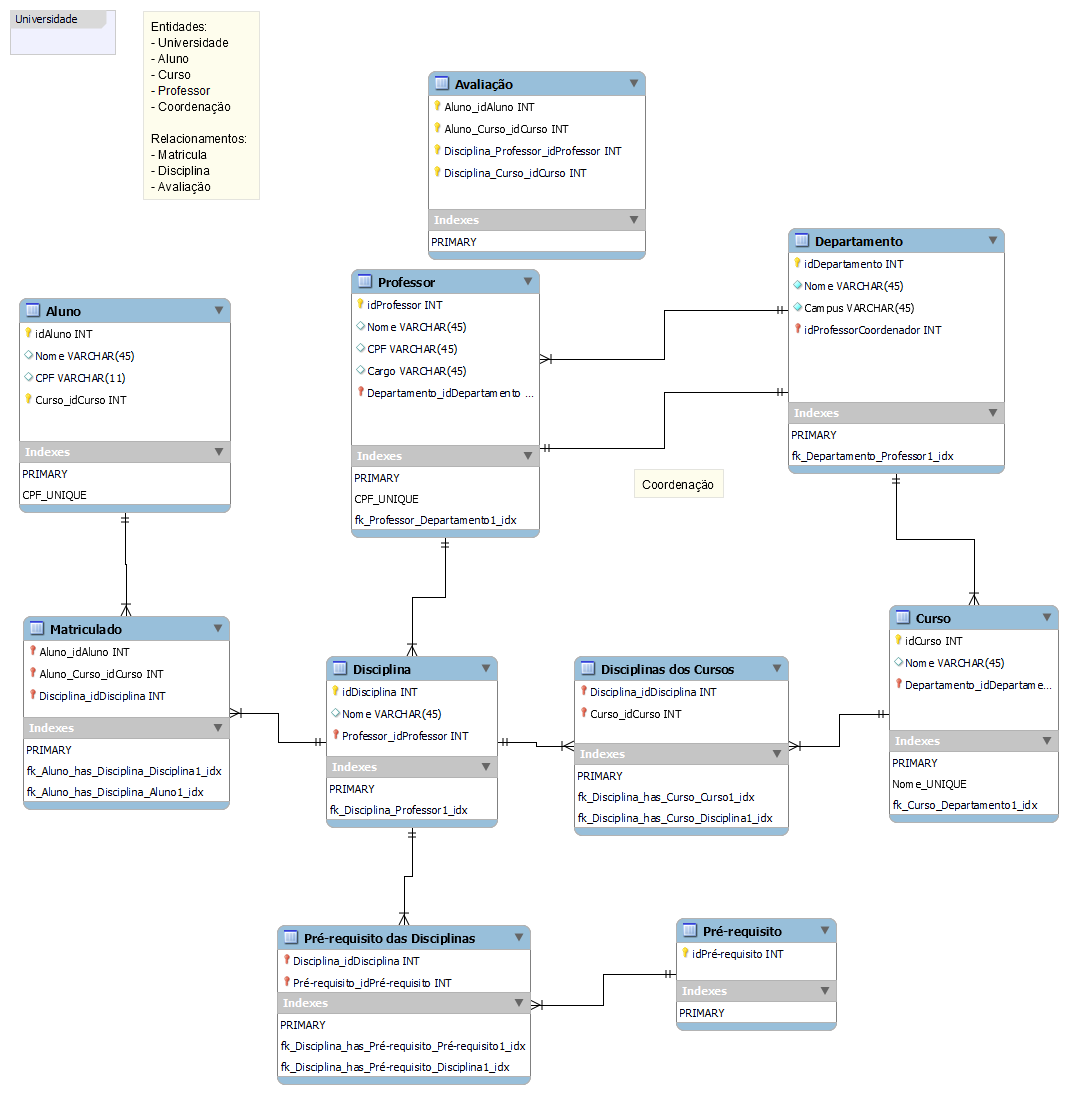 Universidade
Entidades:
- Universidade
- Aluno
- Curso
- Professor
- Coordenação
Relacionamentos:
- Matricula
- Disciplina
- Avaliação
Avaliação
Aluno_idAluno INT
Aluno_Curso_idCurso INT
Disciplina_Professor_idProfessor INT
Disciplina_Curso_idCurso INT
Indexes
PRIMARY
Departamento
idDepartamento INT
Nome VARCHAR(45)
Campus VARCHAR(45)
idProfessorCoordenador INT
Indexes
PRIMARY
fk_Departamento_Professor1_idx
Professor
idProfessor INT
Nome VARCHAR(45)
CPF VARCHAR(45)
Cargo VARCHAR(45)
Departamento_idDepartamento ...
Indexes
PRIMARY
CPF_UNIQUE
fk_Professor_Departamento1_idx
Aluno
idAluno INT
Nome VARCHAR(45)
CPF VARCHAR(11)
Curso_idCurso INT
Indexes
PRIMARY
CPF_UNIQUE
Coordenação
Matriculado
Aluno_idAluno INT
Aluno_Curso_idCurso INT
Disciplina_idDisciplina INT
Indexes
PRIMARY
fk_Aluno_has_Disciplina_Disciplina1_idx
fk_Aluno_has_Disciplina_Aluno1_idx
Disciplina
idDisciplina INT
Nome VARCHAR(45)
Professor_idProfessor INT
Indexes
PRIMARY
fk_Disciplina_Professor1_idx
Disciplinas dos Cursos
Disciplina_idDisciplina INT
Curso_idCurso INT
Indexes
PRIMARY
fk_Disciplina_has_Curso_Curso1_idx
fk_Disciplina_has_Curso_Disciplina1_idx
Curso
idCurso INT
Nome VARCHAR(45)
Departamento_idDepartame...
Indexes
PRIMARY
Nome_UNIQUE
fk_Curso_Departamento1_idx
Pré-requisito das Disciplinas
Disciplina_idDisciplina INT
Pré-requisito_idPré-requisito INT
Indexes
PRIMARY
fk_Disciplina_has_Pré-requisito_Pré-requisito1_idx
fk_Disciplina_has_Pré-requisito_Disciplina1_idx
Pré-requisito
idPré-requisito INT
Indexes
PRIMARY